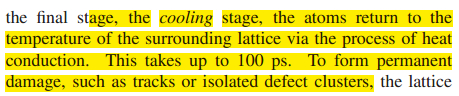 the final stage, the cooling stage, the atoms return to the
temperature of the surrounding lattice via the process of heat
conduction. This takes up to 100 ps. To form permanent
damage, such as tracks or isolated defect clusters, the lattice